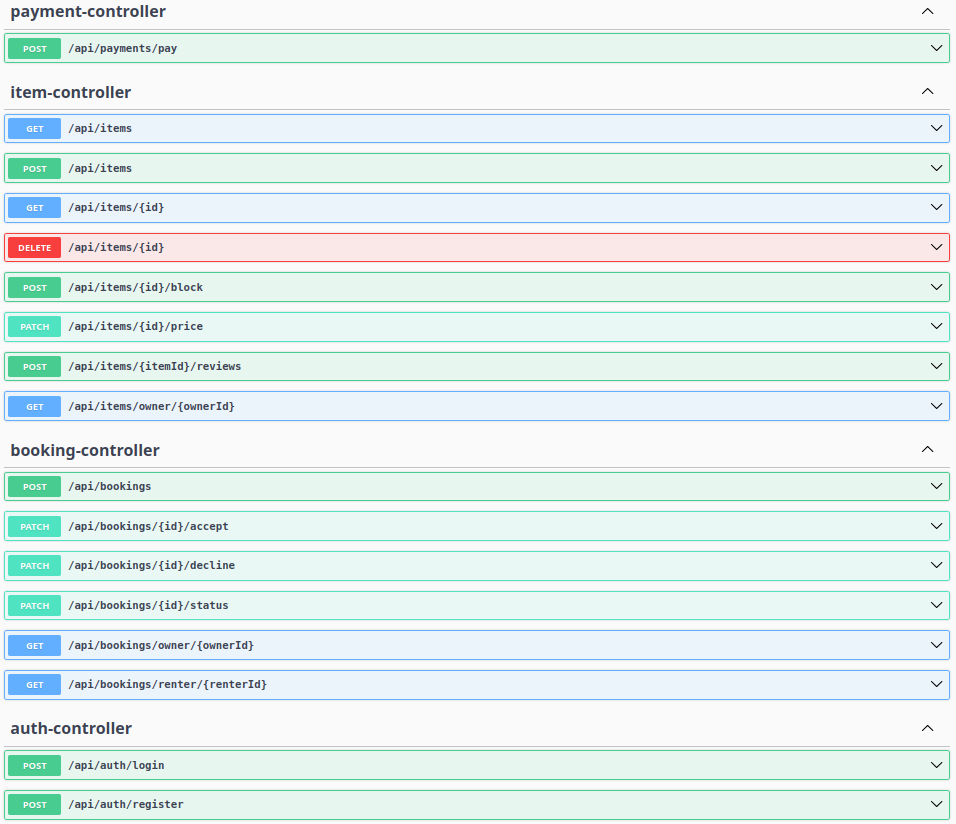 payment-controller
POST /api/payments/pay
item-controller
GET /api/items
POST /api/items
GET /api/items/{id}
DELETE /api/items/{id}
POST /api/items/{id}/block
PATCH /api/items/{id}/price
POST /api/items/{itemId}/reviews
GET /api/items/owner/{ownerId}
booking-controller
POST /api/bookings
PATCH /api/bookings/{id}/accept
PATCH /api/bookings/{id}/decline
PATCH /api/bookings/{id}/status
GET /api/bookings/owner/{ownerId}
GET /api/bookings/renter/{renterId}
auth-controller
POST /api/auth/login
POST /api/auth/register